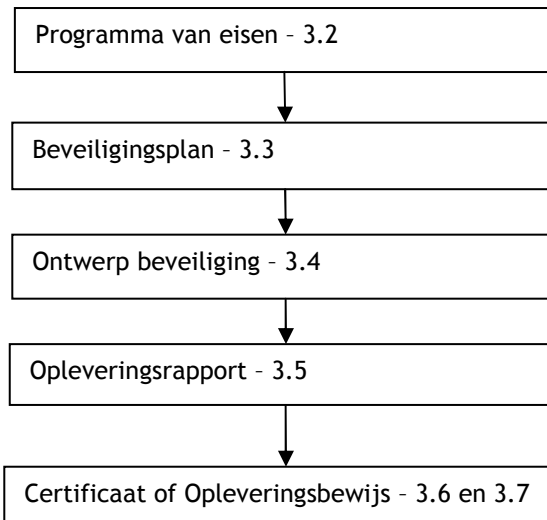 Programma van eisen – 3.2
Beveiligingsplan – 3.3
Ontwerp beveiliging – 3.4
Opleveringsrapport – 3.5
Certificaat of Opleveringsbewijs – 3.6 en 3.7